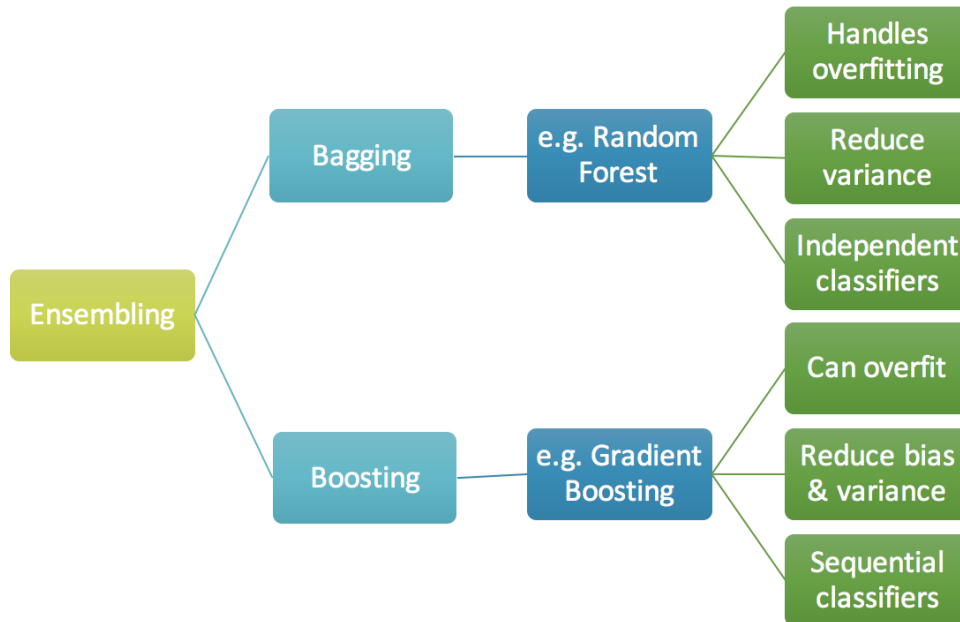 Ensembling
Bagging
e.g. Random
Forest
Handles
overfitting
Reduce
variance
Independent
classifiers
Boosting
e.g. Gradient
Boosting
Can overfit
Reduce bias
& variance
Sequential
classifiers